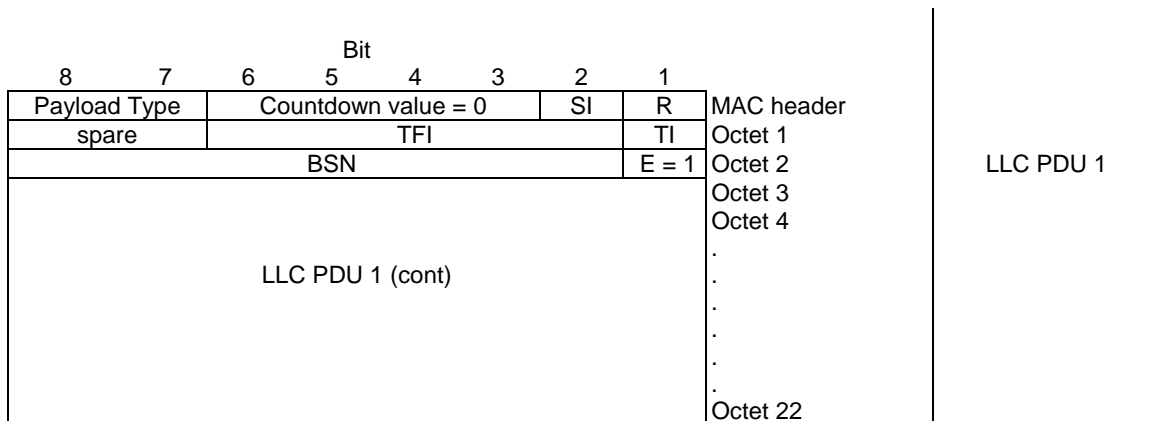 Bit
8 7 6 5 4 3 2 1
Payload Type Countdown value = 0 SI R MAC header
spare TFI TI Octet 1
BSN E = 1 Octet 2 LLC PDU 1
Octet 3
Octet 4
.
LLC PDU 1 (cont) .
.
.
.
.
Octet 22